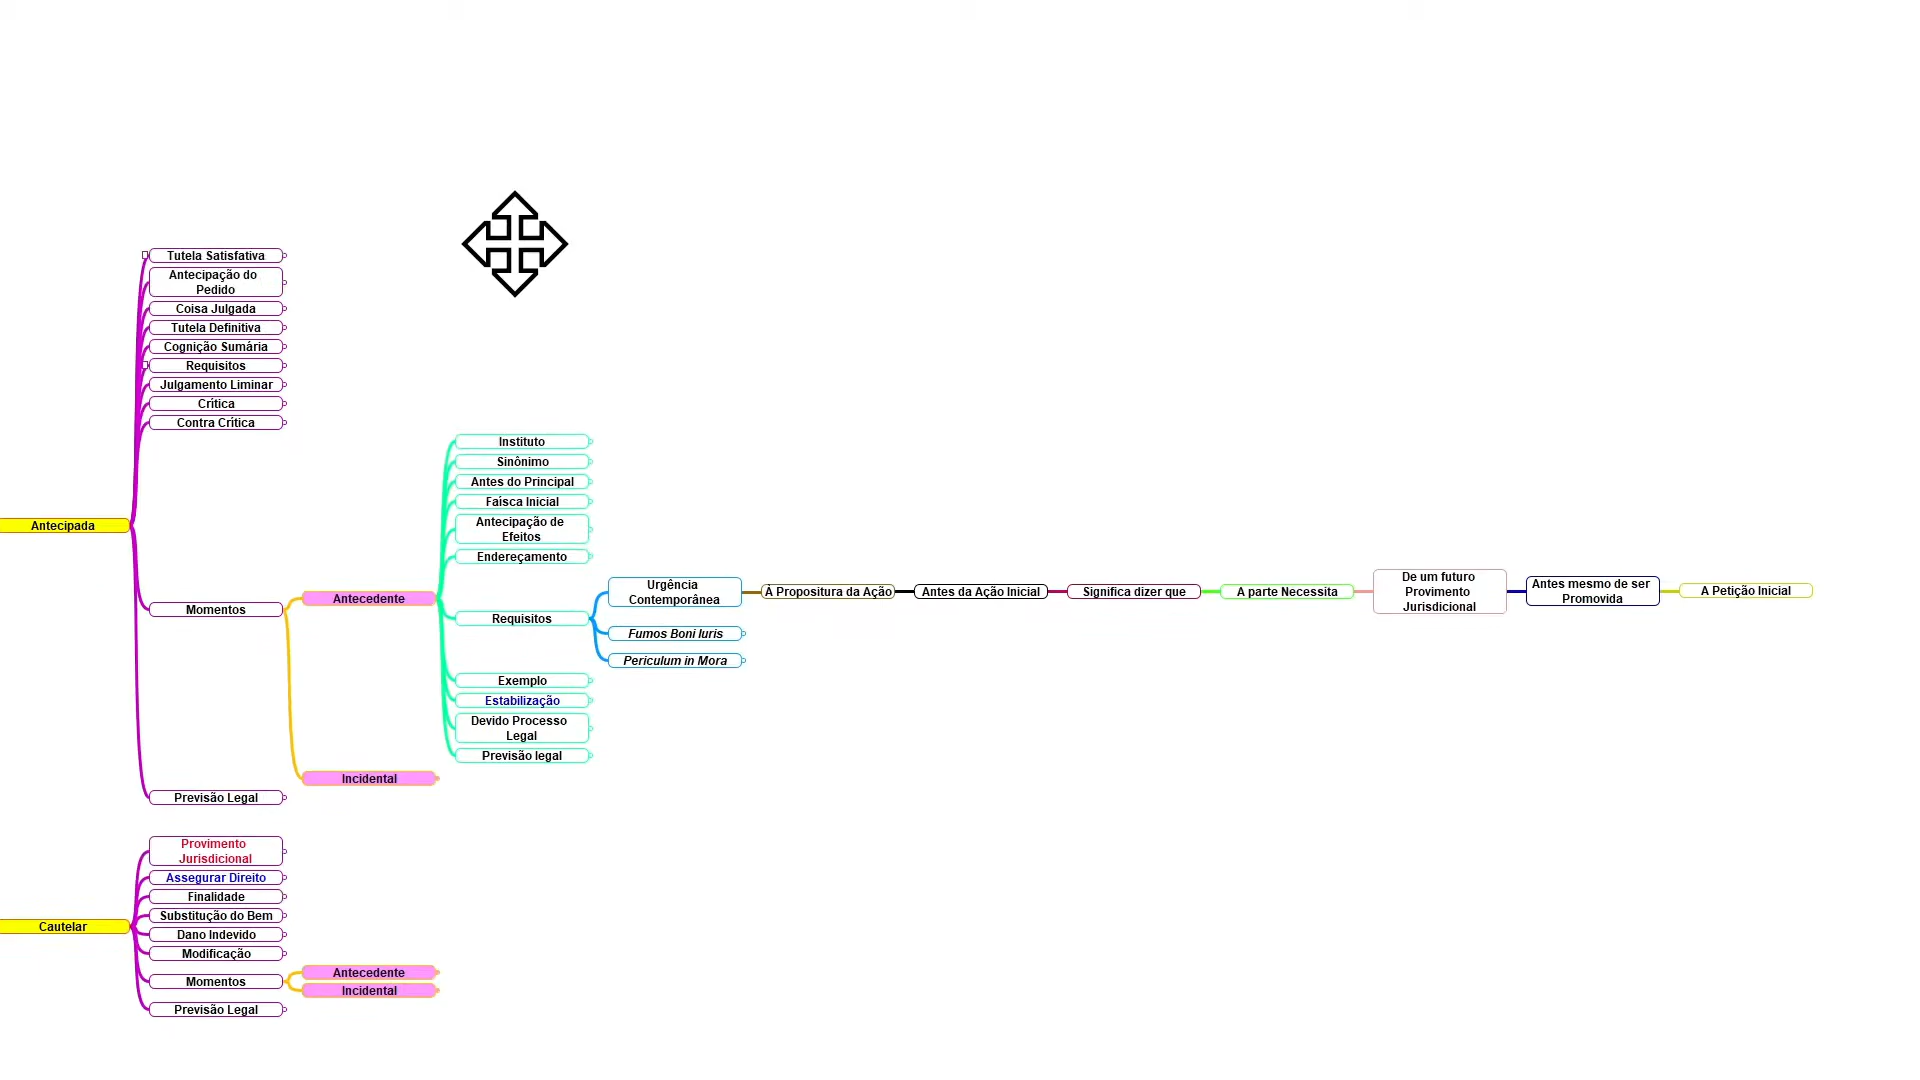 Antecipada
Tutela Satisfativa
Antecipação do
Pedido
Coisa Julgada
Tutela Definitiva
Cognição Sumária
Requisitos
Julgamento Liminar
Crítica
Contra Crítica
Momentos
Antecedente
Instituto
Sinônimo
Antes do Principal
Faísca Inicial
Antecipação de
Efeitos
Endereçamento
Requisitos
Urgência
Contemporânea
À Propositura da Ação
Antes da Ação Inicial
Significa dizer que
A parte Necessita
De um futuro
Provimento
Jurisdicional
Antes mesmo de ser
Promovida
A Petição Inicial
Fumos Boni Iuris
Periculum in Mora
Exemplo
Estabilização
Devido Processo
Legal
Previsão legal
Incidental
Previsão Legal
Cautelar
Provimento
Jurisdicional
Assegurar Direito
Finalidade
Substitução do Bem
Dano Indevido
Modificação
Momentos
Antecedente
Incidental
Previsão Legal